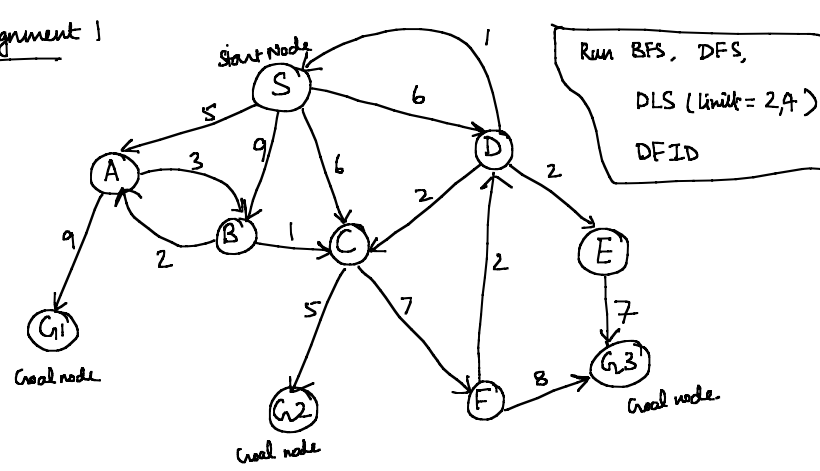 gnment 1
Start Node
S
1
Run BFS, DFS,
DLS (limit = 2,4)
DFID
5
9
6
6
A
3
B
2
1
C
2
D
2
E
9
G1
Goal node
5
7
2
7
G2
Goal node
F
8
G3
Goal node